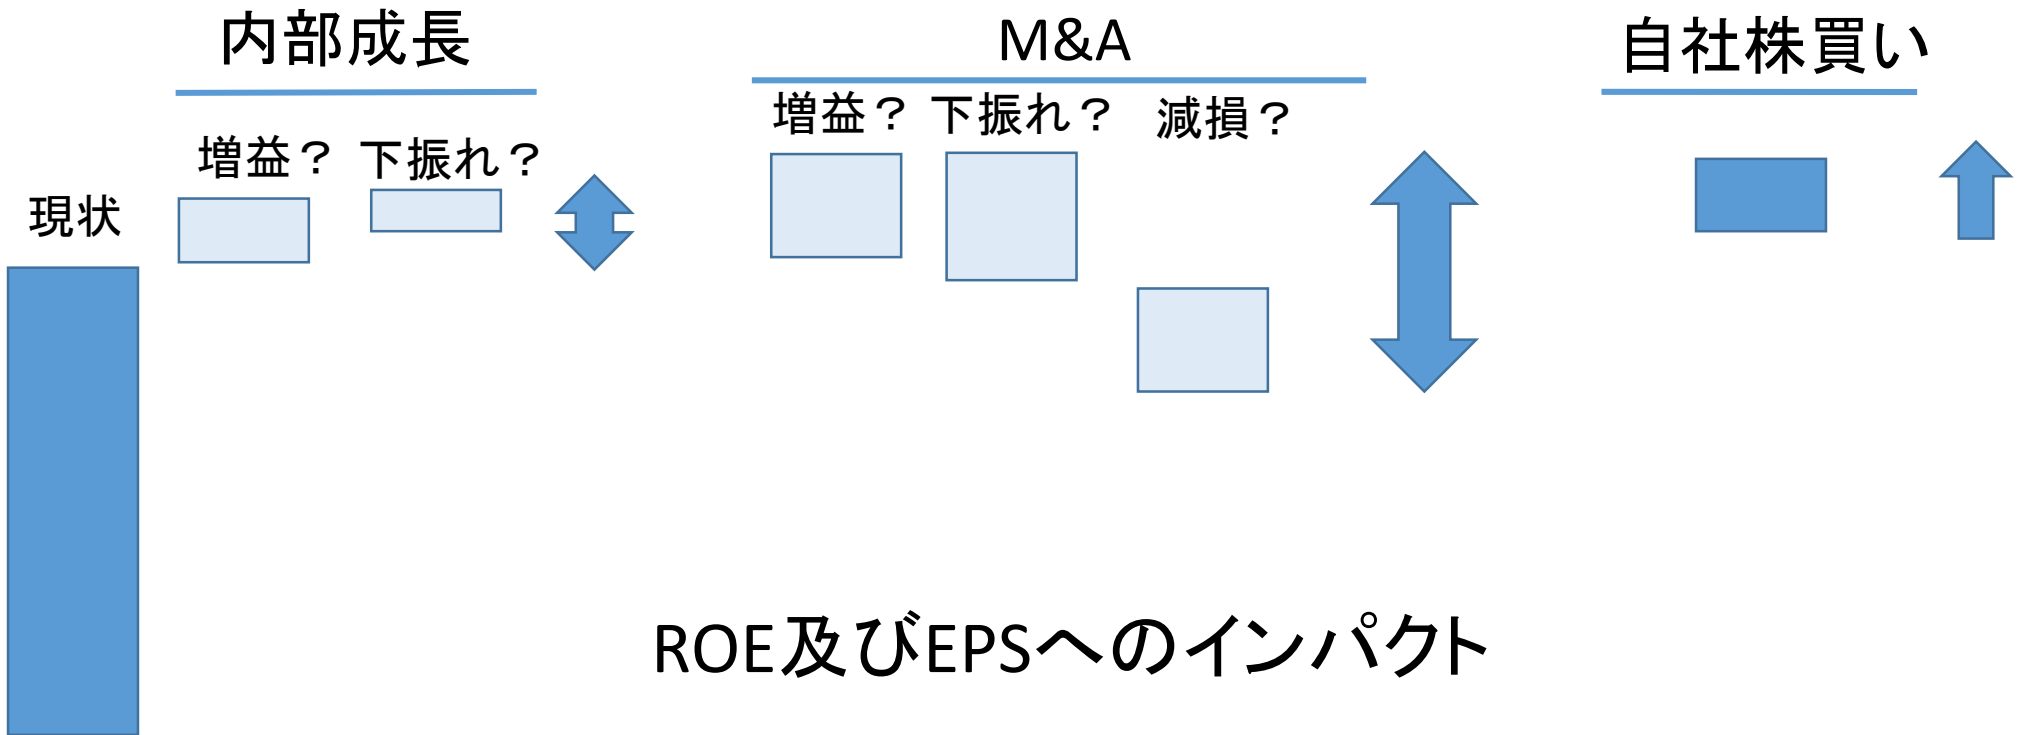 内部成長
M&A
自社株買い
増益？
下振れ？
増益？
下振れ？
減損？
現状
ROE及びEPSへのインパクト